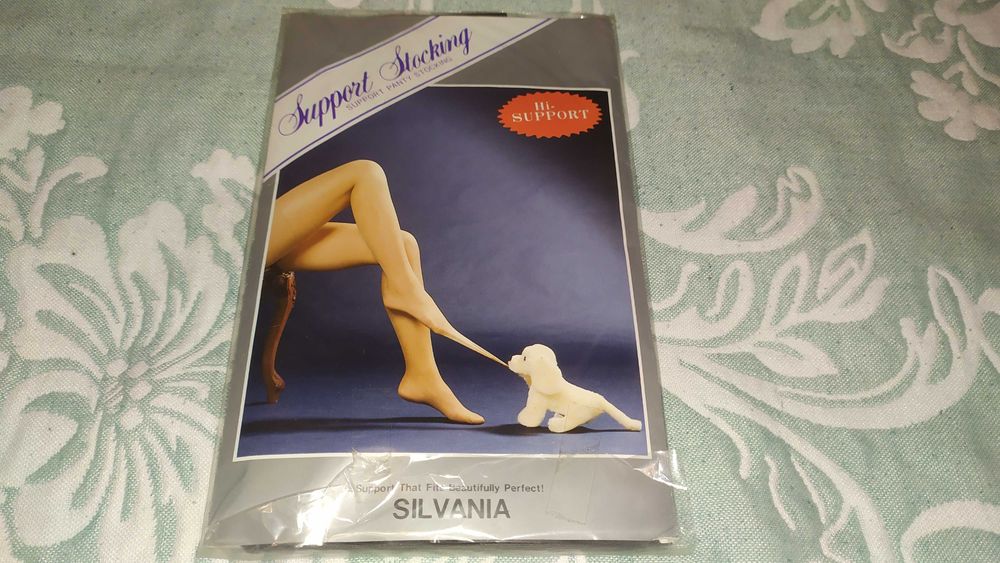 Support Stocking
SUPPORT PANTY-STOCKING
Hi-
SUPPORT
Support That Fits Beautifully Perfect!
SILVANIA